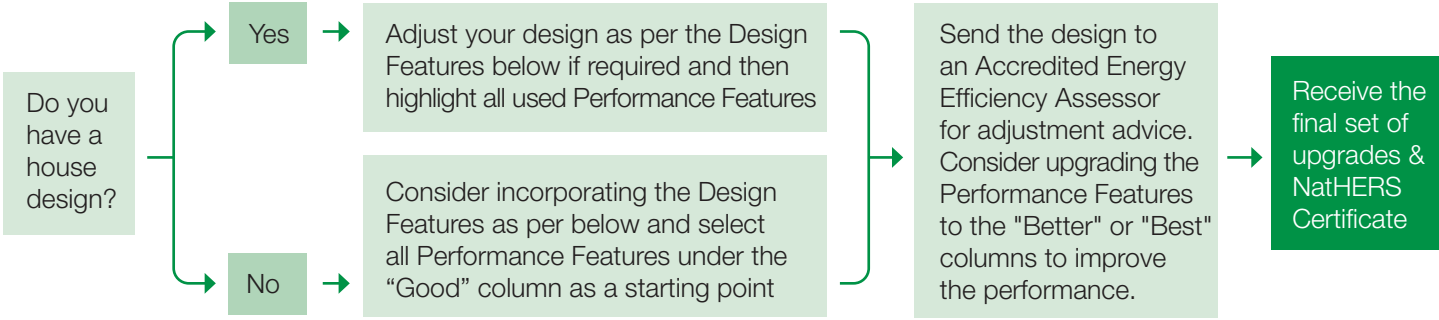 Do you
have a
house
design?
Yes
Adjust your design as per the Design
Features below if required and then
highlight all used Performance Features
No
Consider incorporating the Design
Features as per below and select
all Performance Features under the
“Good” column as a starting point
Send the design to
an Accredited Energy
Efficiency Assessor
for adjustment advice.
Consider upgrading the
Performance Features
to the "Better" or "Best"
columns to improve
the performance.
Receive the
final set of
upgrades &
NatHERS
Certificate